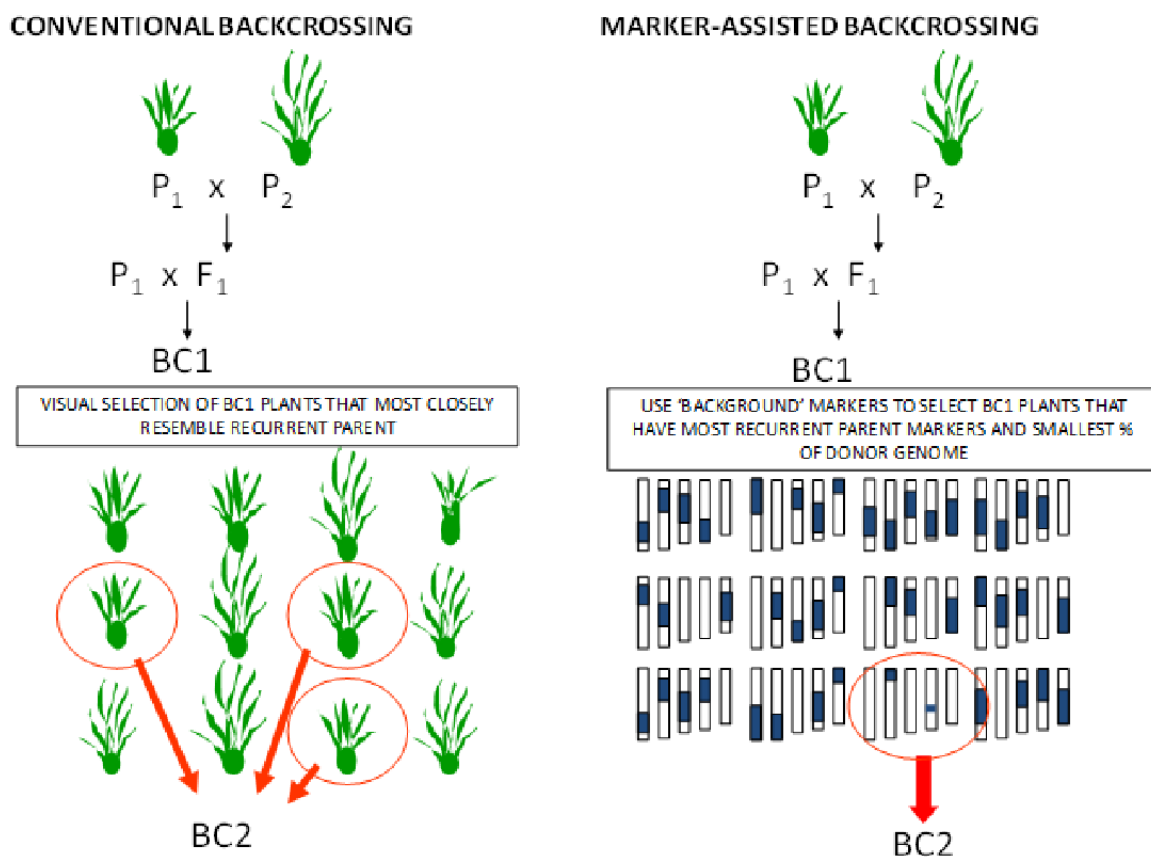 CONVENTIONAL BACKCROSSING
P1 x P2
P1 x F1
BC1
VISUAL SELECTION OF BC1 PLANTS THAT MOST CLOSELY
RESEMBLE RECURRENT PARENT
BC2
MARKER-ASSISTED BACKCROSSING
P1 x P2
P1 x F1
BC1
USE 'BACKGROUND' MARKERS TO SELECT BC1 PLANTS THAT
HAVE MOST RECURRENT PARENT MARKERS AND SMALLEST %
OF DONOR GENOME
BC2